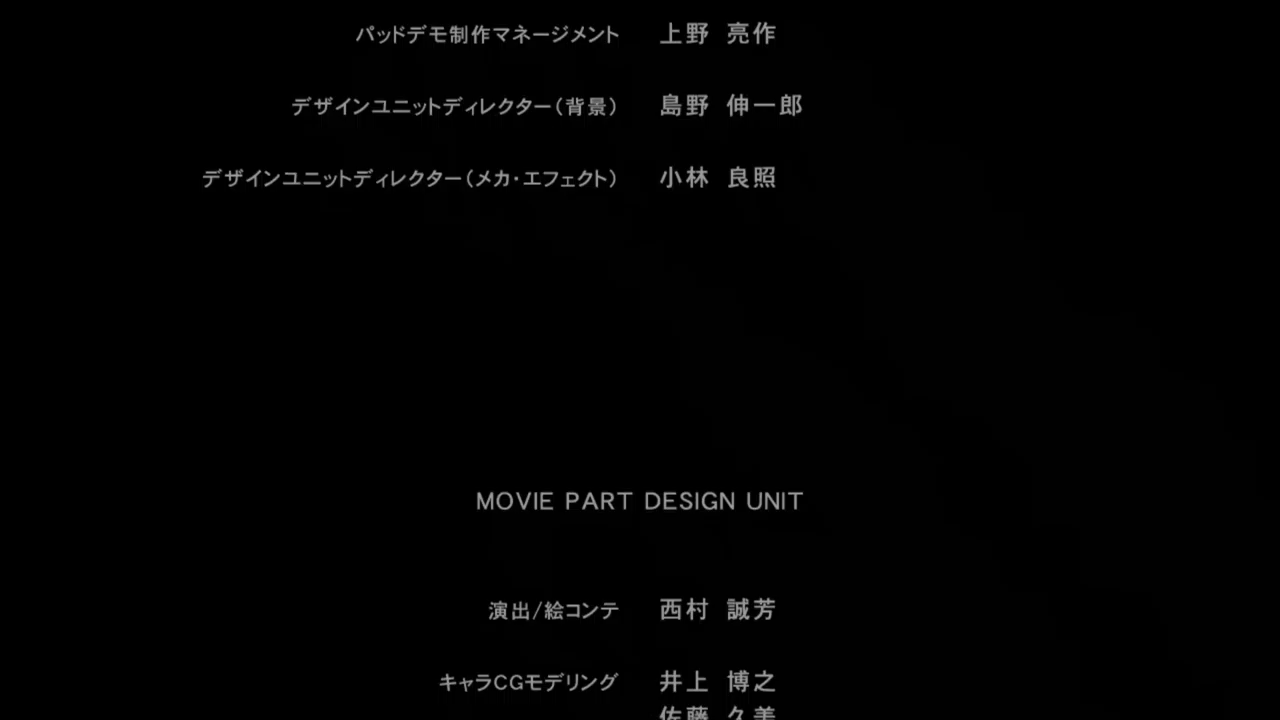 パッドデモ制作マネージメント 上野 亮作
デザインユニットディレクター（背景） 島野 伸一郎
デザインユニットディレクター（メカ・エフェクト） 小林 良照
MOVIE PART DESIGN UNIT
演出/絵コンテ 西村 誠芳
キャラCGモデリング 井上 博之
佐藤 久美